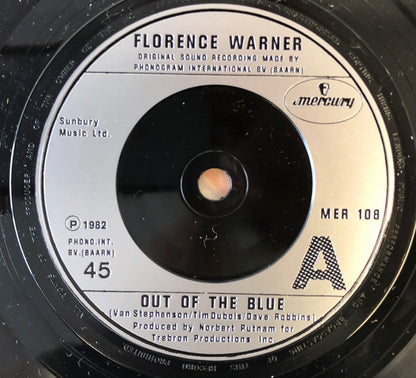 FLORENCE WARNER
ORIGINAL SOUND RECORDING MADE BY
PHONOGRAM INTERNATIONAL BV. (BAARN)
mercury
Sunbury
Music Ltd.
Ⓟ 1982
PHONO. INT.
BV. (BAARN)
45
MER 108
A
OUT OF THE BLUE
(Van Stephenson/Tim Dubois/Dave Robbins)
Produced by Norbert Putnam for
Trebron Productions Inc.